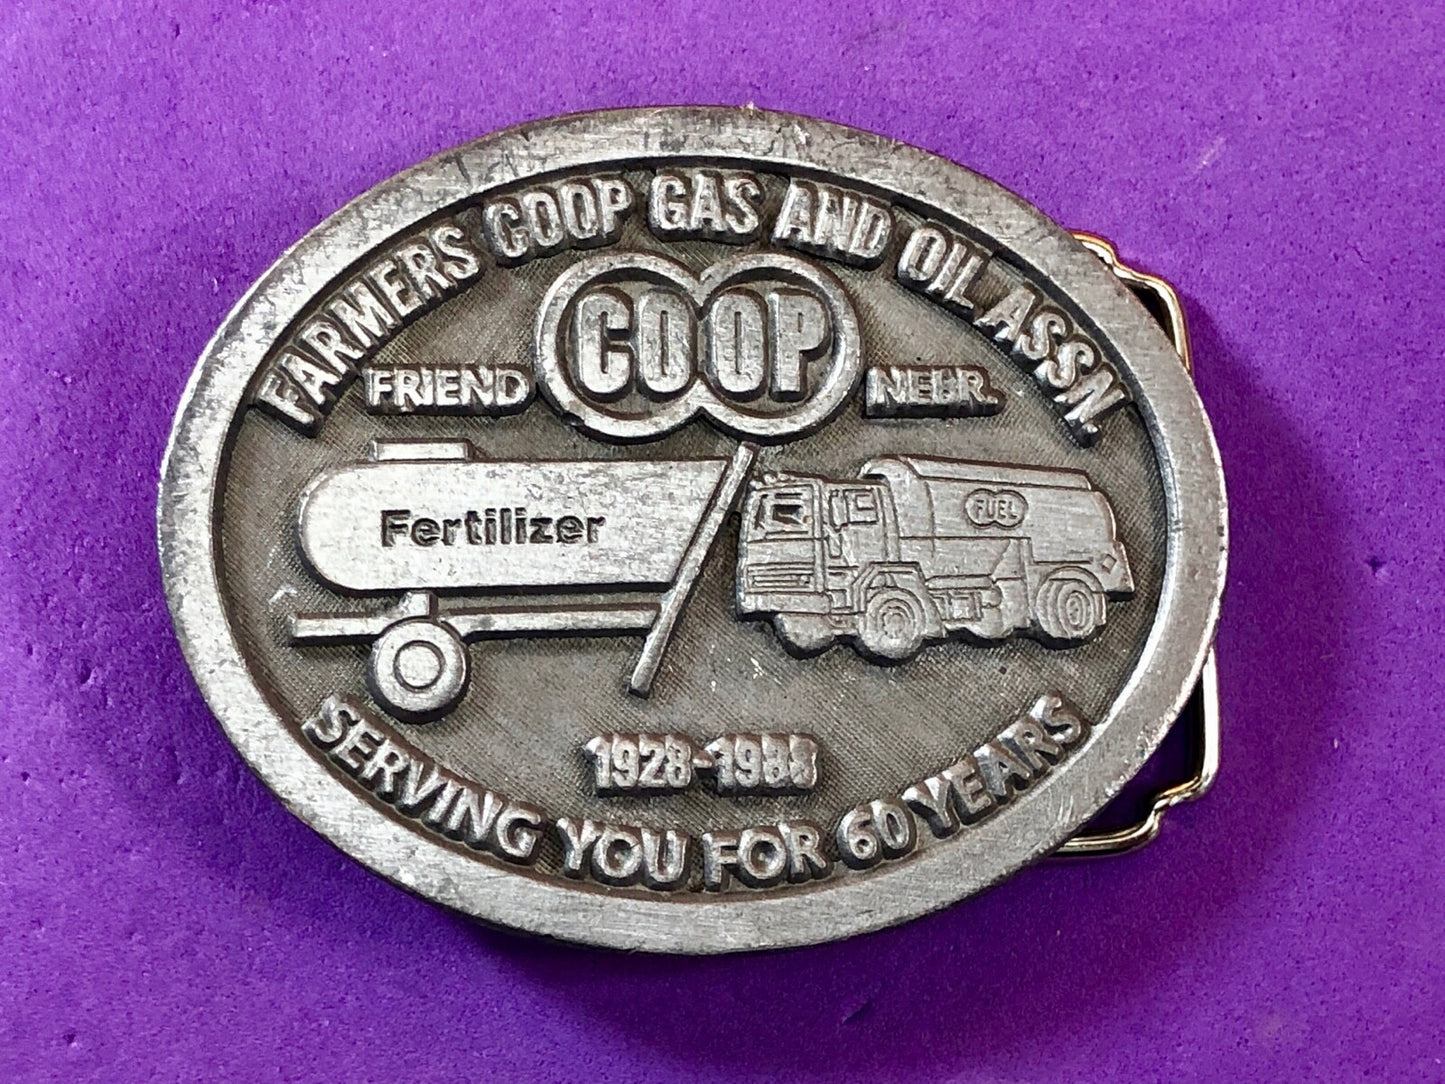 FARMERS COOP GAS AND OIL ASSN.
COOP
FRIEND NEBR.
Fertilizer
FUEL
1928-1988
SERVING YOU FOR 60 YEARS